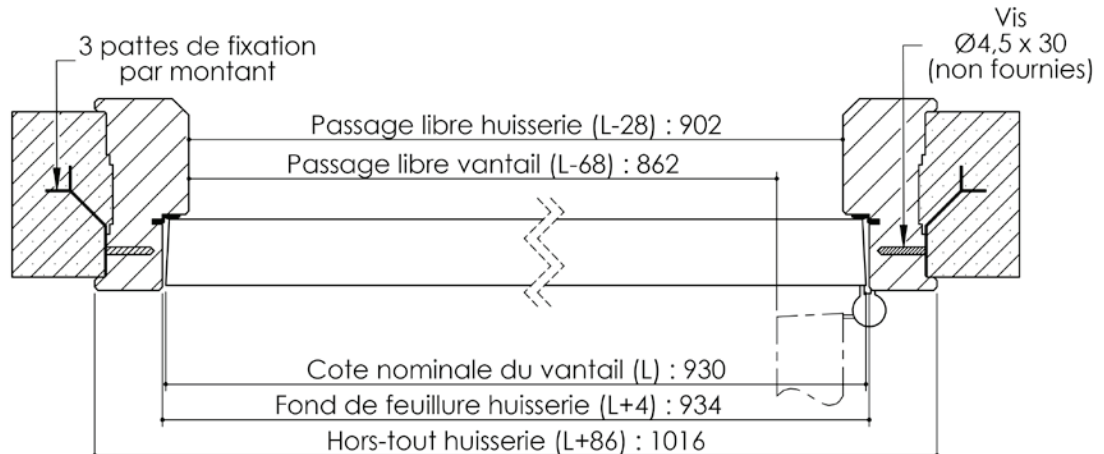 3 pattes de fixation
par montant
Vis
Ø4,5 x 30
(non fournies)
Passage libre huisserie (L-28) : 902
Passage libre vantail (L-68) : 862
Cote nominale du vantail (L) : 930
Fond de feuillure huisserie (L+4) : 934
Hors-tout huisserie (L+86) : 1016